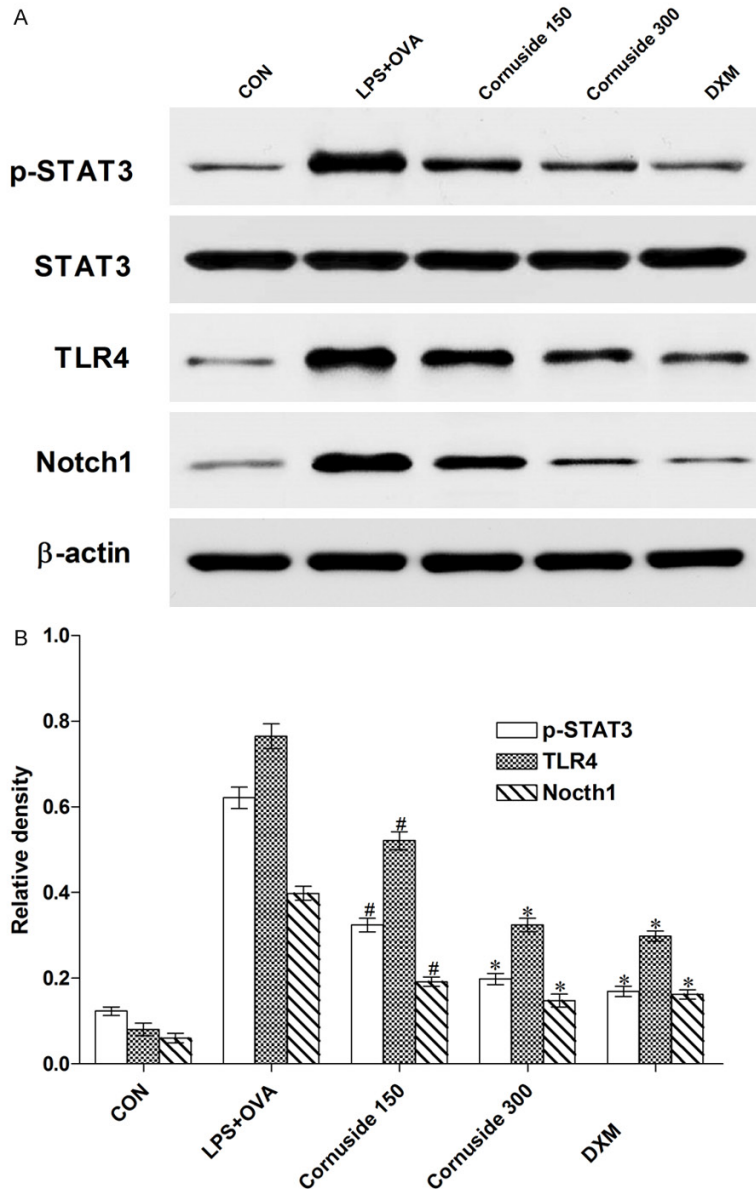 A
CON
LPS+OVA
Cornuside 150
Cornuside 300
DXM
p-STAT3
STAT3
TLR4
Notch1
β-actin
B
1.0
0.8
0.6
0.4
0.2
0.0
Relative density
p-STAT3
TLR4
Nocth1
# # #
* * *
* * *
CON
LPS+OVA
Cornuside 150
Cornuside 300
DXM